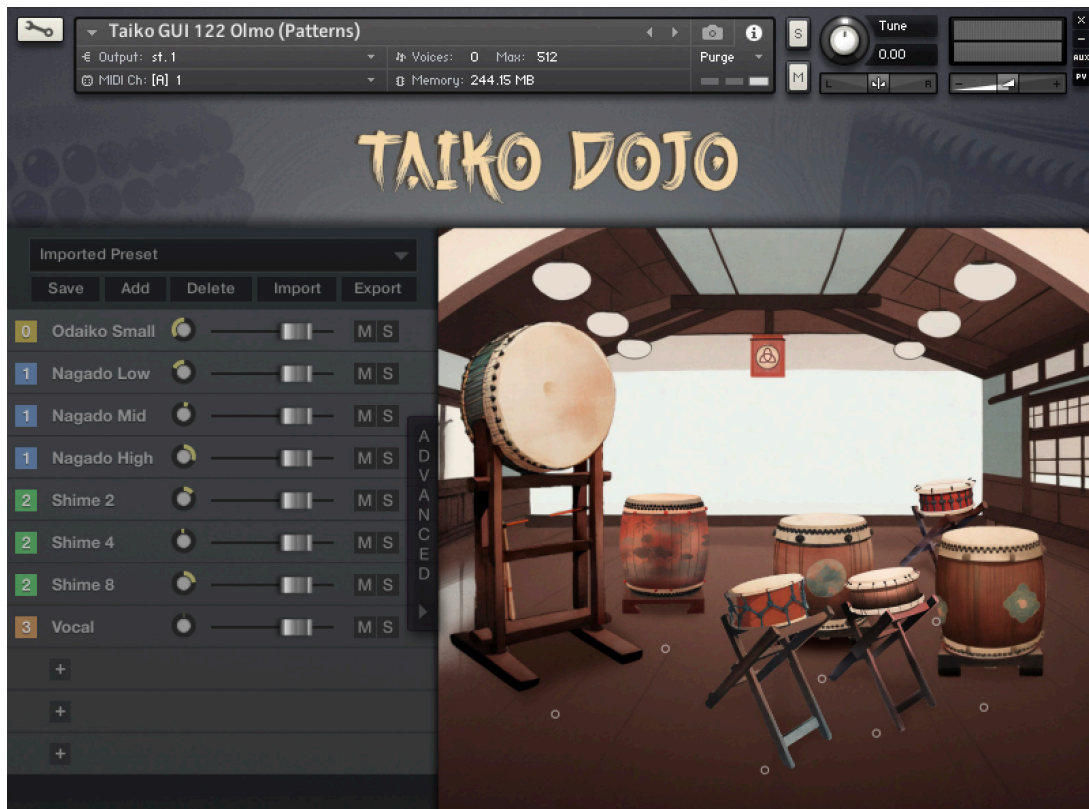 Taiko GUI 122 Olmo (Patterns)
Output: st.1
Voices: 0 Max: 512
Purge
MIDI Ch: [A] 1
Memory: 244.15 MB
S
M
Tune
0.00
L
R
-
+
×
-
AUX
PV
TAIKO DOJO
Imported Preset
Save Add Delete Import Export
0 Odaiko Small M S
1 Nagado Low M S
1 Nagado Mid M S
1 Nagado High M S
2 Shime 2 M S
2 Shime 4 M S
2 Shime 8 M S
3 Vocal M S
+
+
+
ADVANCED